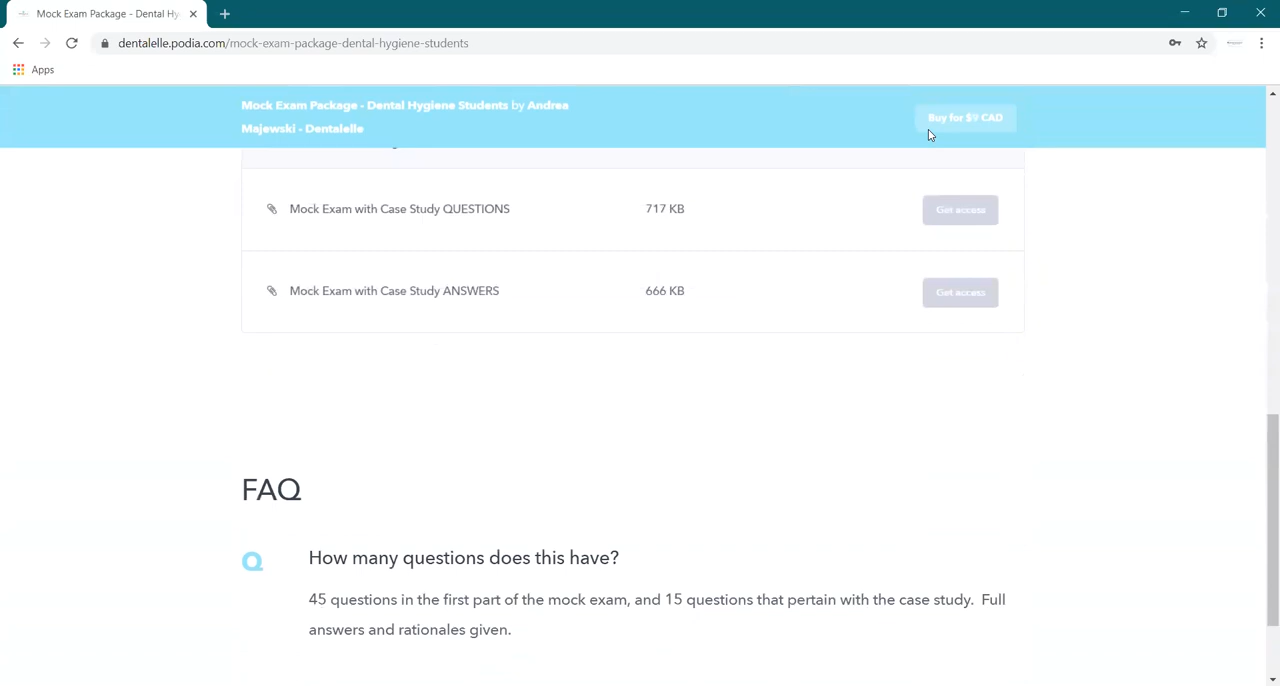 Mock Exam Package - Dental Hy
dentalelle.podia.com/mock-exam-package-dental-hygiene-students
Apps
Mock Exam Package - Dental Hygiene Students by Andrea
Majewski - Dentalelle
Buy for $9 CAD
Mock Exam with Case Study QUESTIONS 717 KB Get access
Mock Exam with Case Study ANSWERS 666 KB Get access
FAQ
Q How many questions does this have?
45 questions in the first part of the mock exam, and 15 questions that pertain with the case study. Full
answers and rationales given.